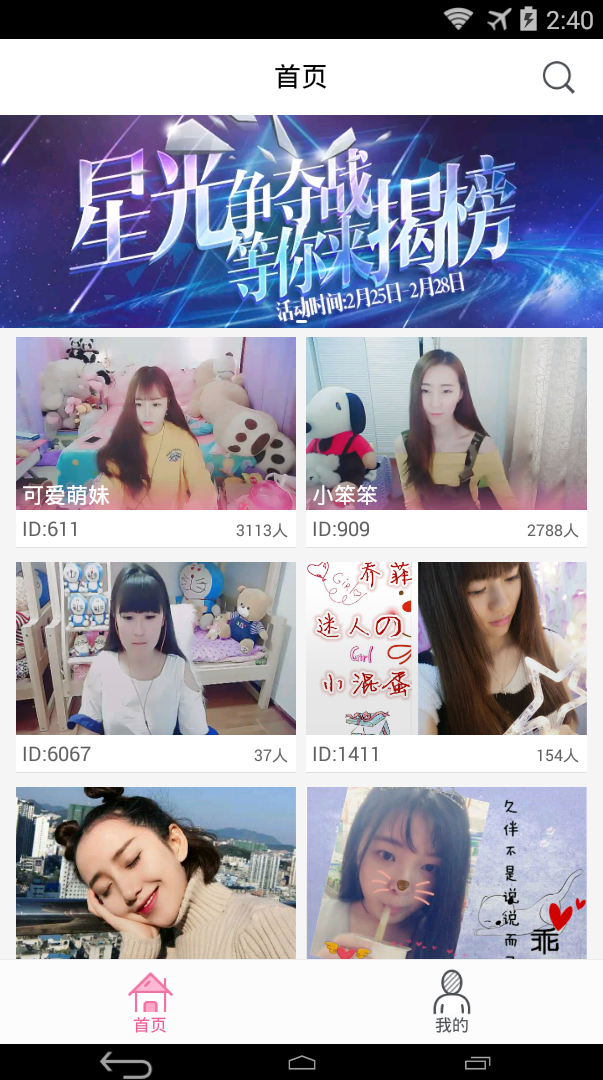 2:40
首页
星光争夺战
等你来揭榜
活动时间:2月25日-2月28日
可爱萌妹
ID:611
3113人
小笨笨
ID:909
2788人
ID:6067
37人
乔菲
Girls
迷人の
Girl
小混蛋
ID:1411
154人
久伴不是说说而已
乖
首页
我的